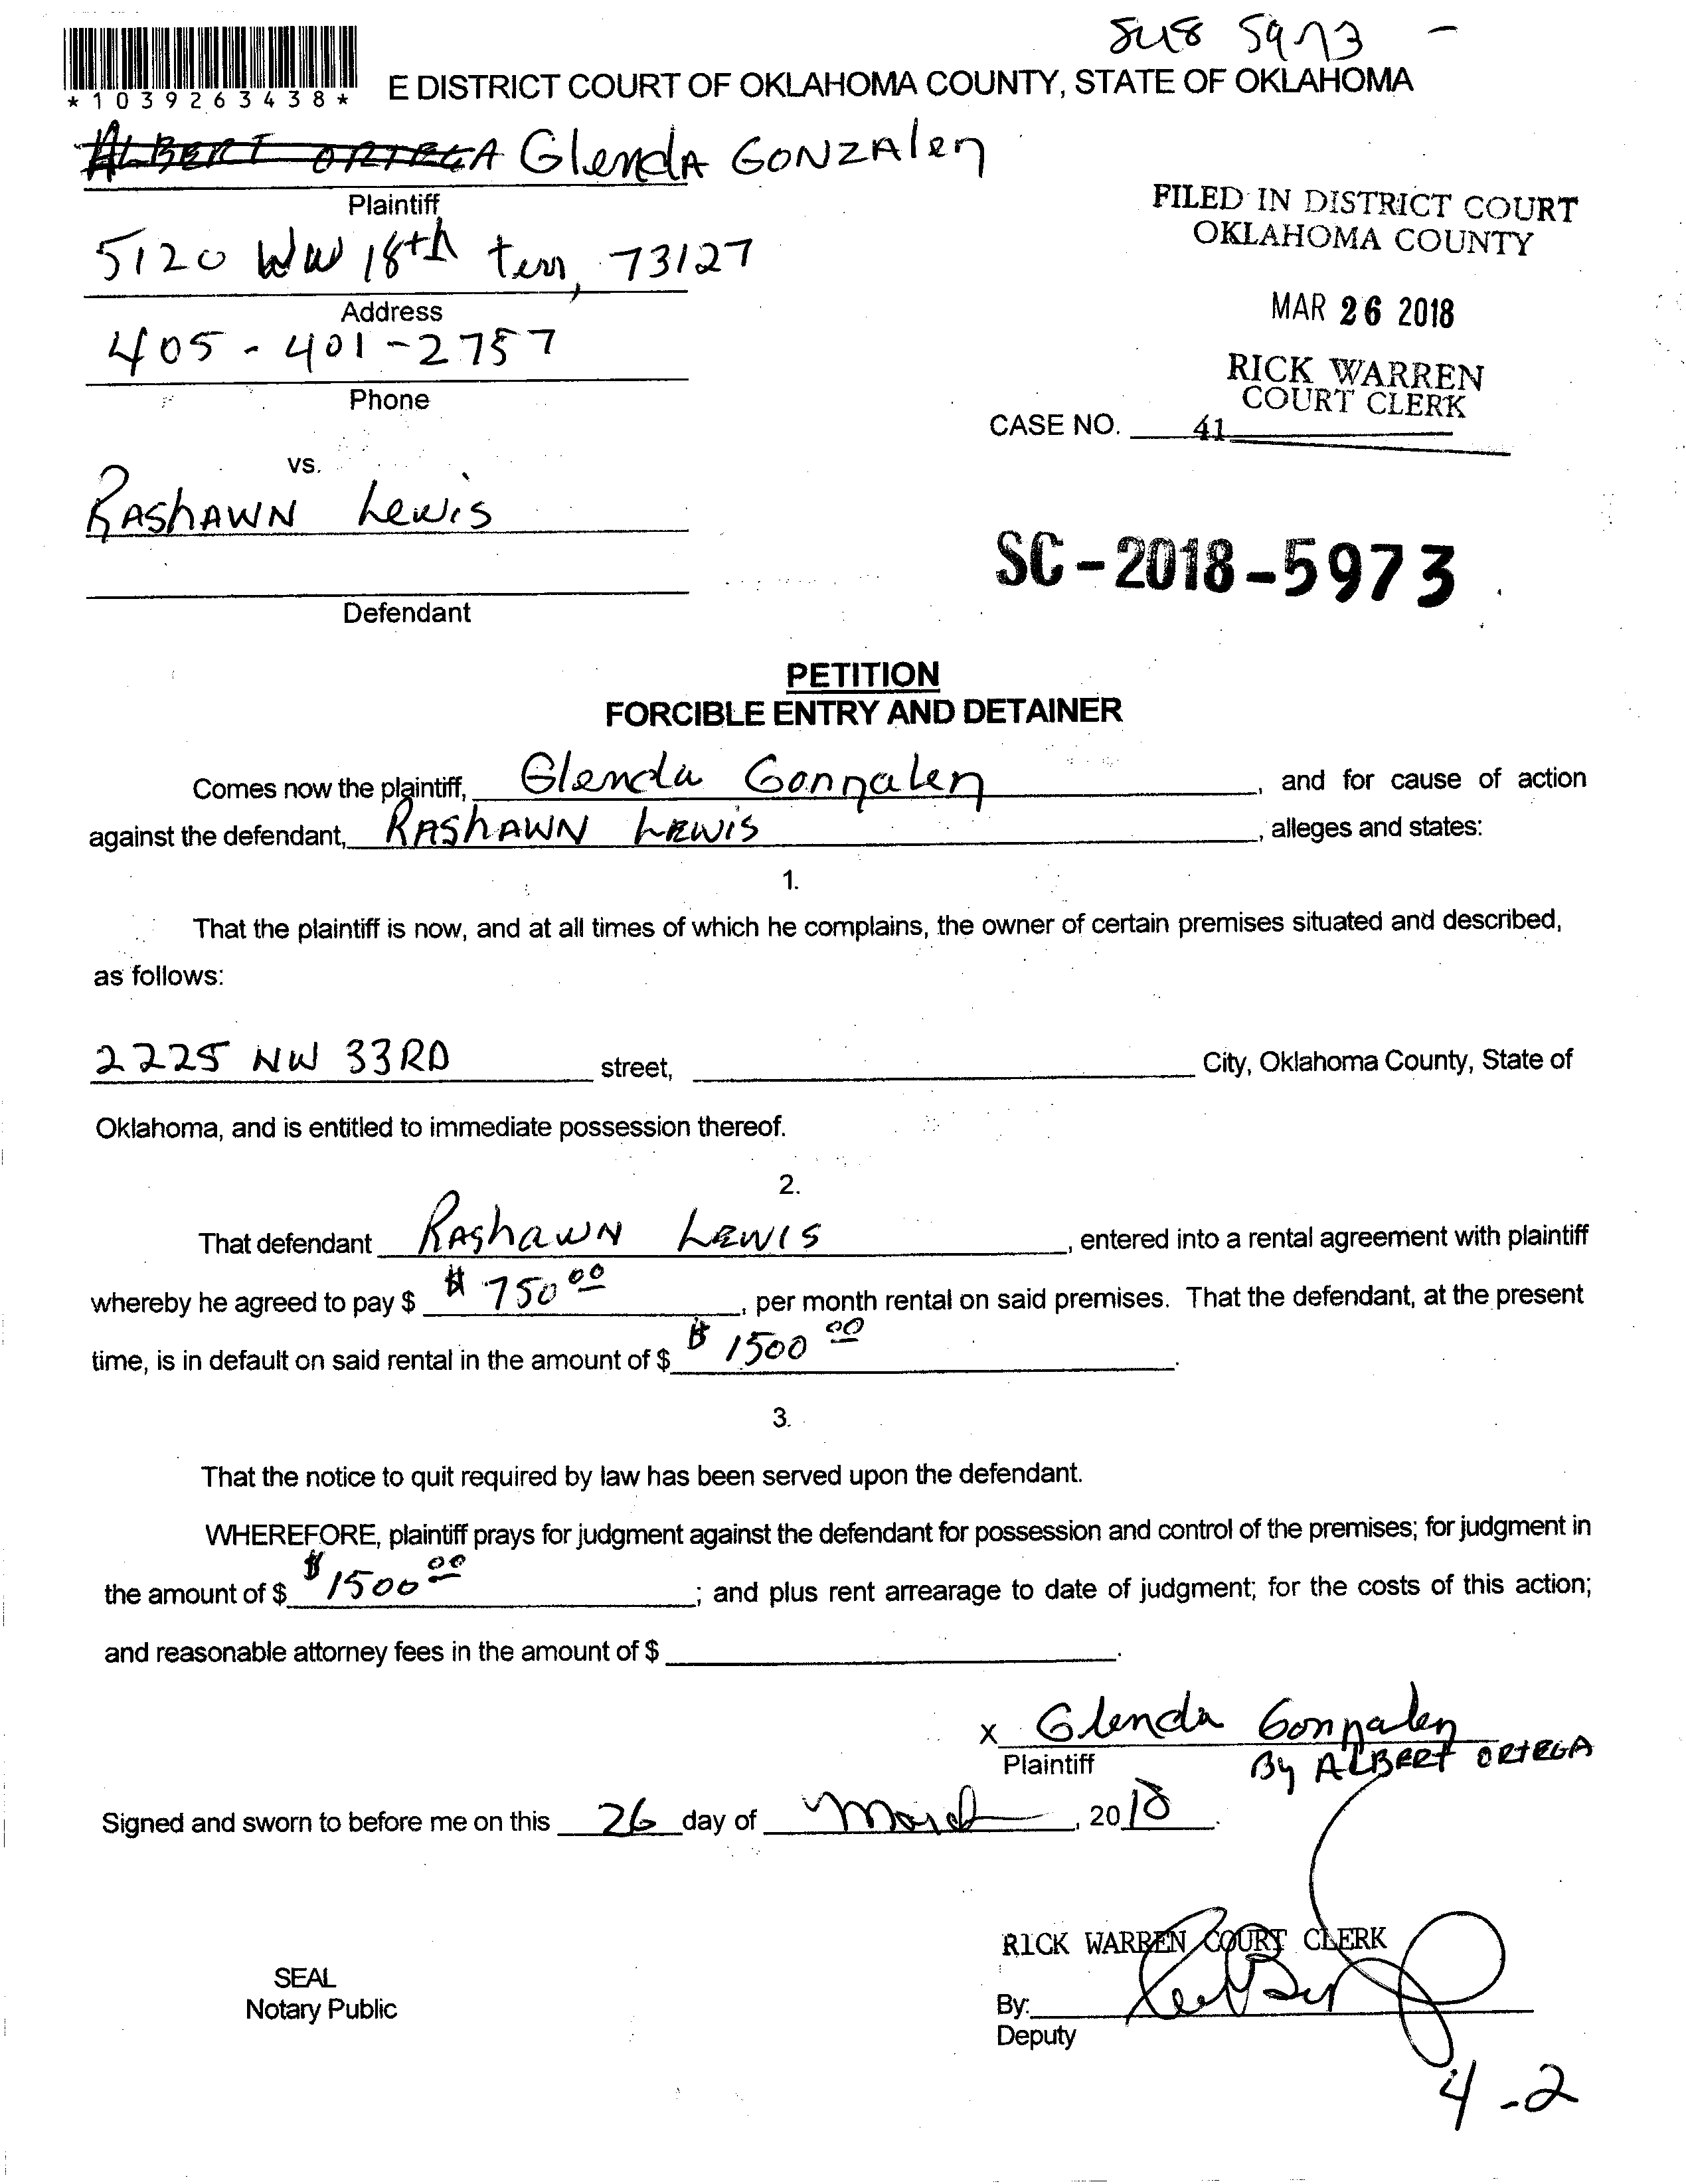 5973 -
*1039263438*
E DISTRICT COURT OF OKLAHOMA COUNTY, STATE OF OKLAHOMA
ALBERT ORTEGA GlendA GONZAlez
Plaintiff
5120 NW 18th terr, 73127
Address
405-401-2757
Phone
FILED IN DISTRICT COURT
OKLAHOMA COUNTY
MAR 26 2018
RICK WARREN
COURT CLERK
CASE NO. 41
vs.
RAShAWN Lewis
Defendant
SC-2018-5973
PETITION
FORCIBLE ENTRY AND DETAINER
Comes now the plaintiff, Glenda Gonzalez, and for cause of action
against the defendant, RAShAWN Lewis, alleges and states:
1.
That the plaintiff is now, and at all times of which he complains, the owner of certain premises situated and described,
as follows:
2225 NW 33RD street, City, Oklahoma County, State of
Oklahoma, and is entitled to immediate possession thereof.
2.
That defendant RAshawN LEWIS, entered into a rental agreement with plaintiff
whereby he agreed to pay $ $ 750 00, per month rental on said premises. That the defendant, at the present
time, is in default on said rental in the amount of $ $ 1500 00.
3.
That the notice to quit required by law has been served upon the defendant.
WHEREFORE, plaintiff prays for judgment against the defendant for possession and control of the premises; for judgment in
the amount of $ $1500 00; and plus rent arrearage to date of judgment; for the costs of this action;
and reasonable attorney fees in the amount of $.
x Glenda Gonzalez
Plaintiff
By ALBERT ORTEGA
Signed and sworn to before me on this 26 day of March, 2018.
RICK WARREN COURT CLERK
SEAL
Notary Public
By:
Deputy
4-2